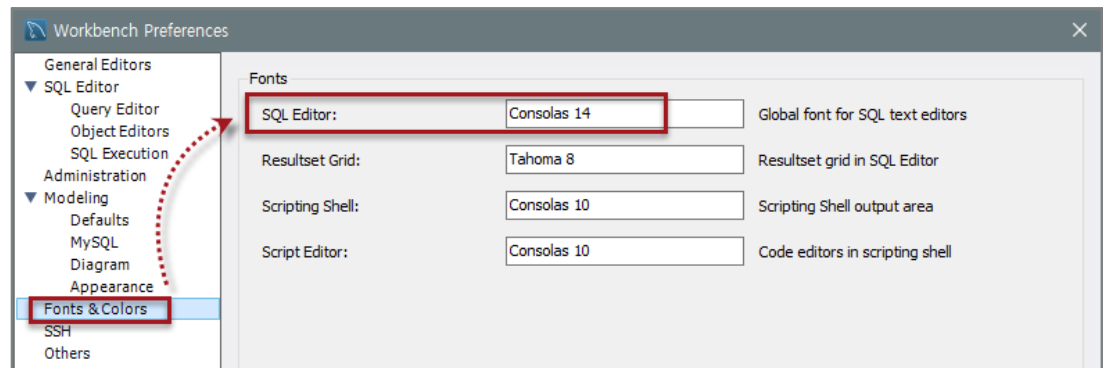 Workbench Preferences
General Editors
SQL Editor
Query Editor
Object Editors
SQL Execution
Administration
Modeling
Defaults
MySQL
Diagram
Appearance
Fonts & Colors
SSH
Others
Fonts
SQL Editor: Consolas 14 Global font for SQL text editors
Resultset Grid: Tahoma 8 Resultset grid in SQL Editor
Scripting Shell: Consolas 10 Scripting Shell output area
Script Editor: Consolas 10 Code editors in scripting shell